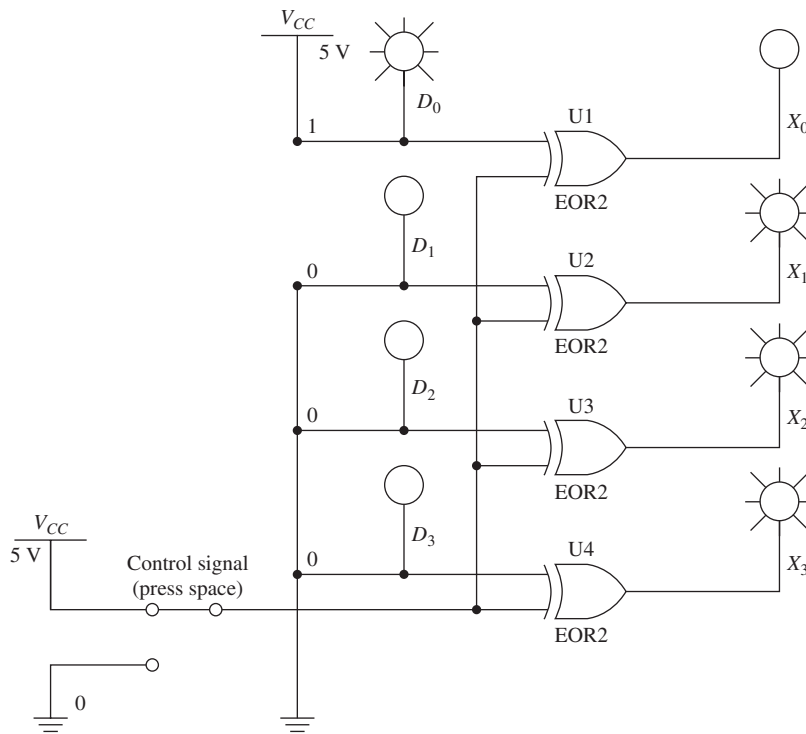 V_CC
5 V
D_0
1
U1
EOR2
X_0
0
D_1
U2
EOR2
X_1
0
D_2
U3
EOR2
X_2
V_CC
5 V
Control signal
(press space)
0
D_3
U4
EOR2
X_3
0